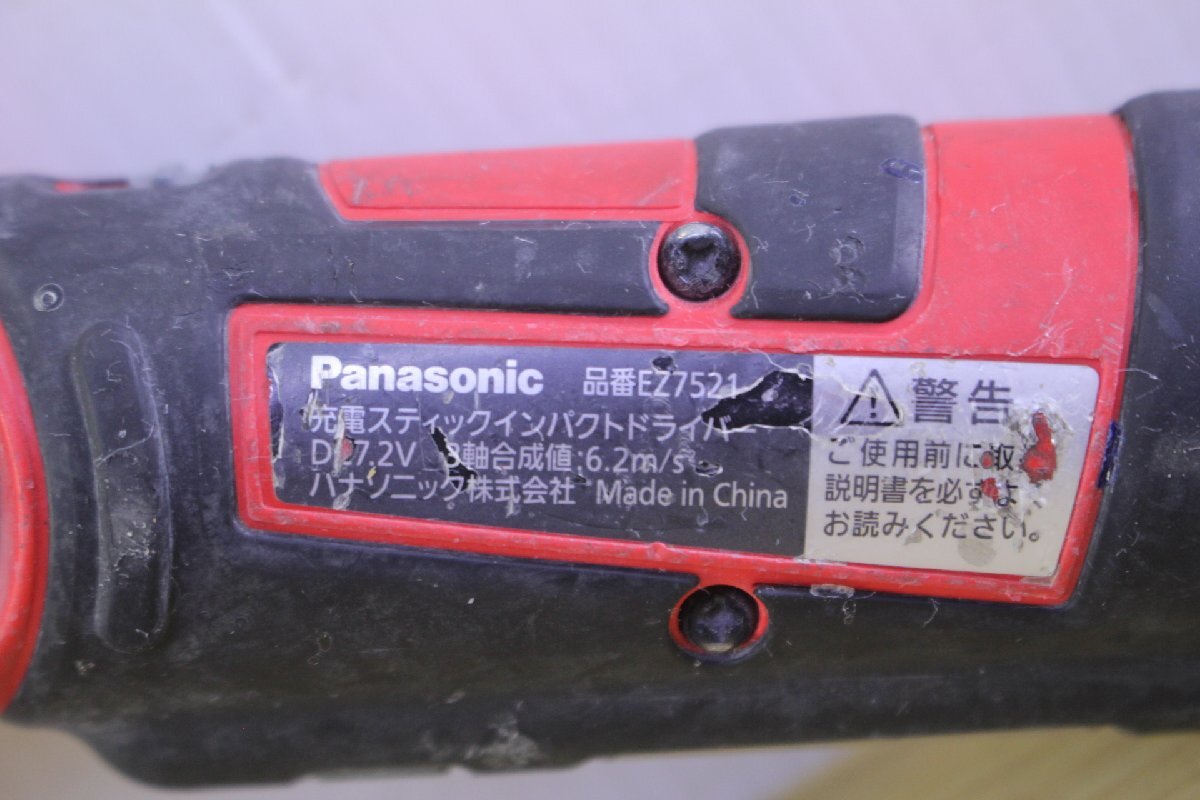 Panasonic 品番EZ7521
充電スティックインパクトドライバー
DC7.2V 3軸合成値:6.2m/s²
パナソニック株式会社 Made in China
警告
ご使用前に取扱
説明書を必ずよく
お読みください。